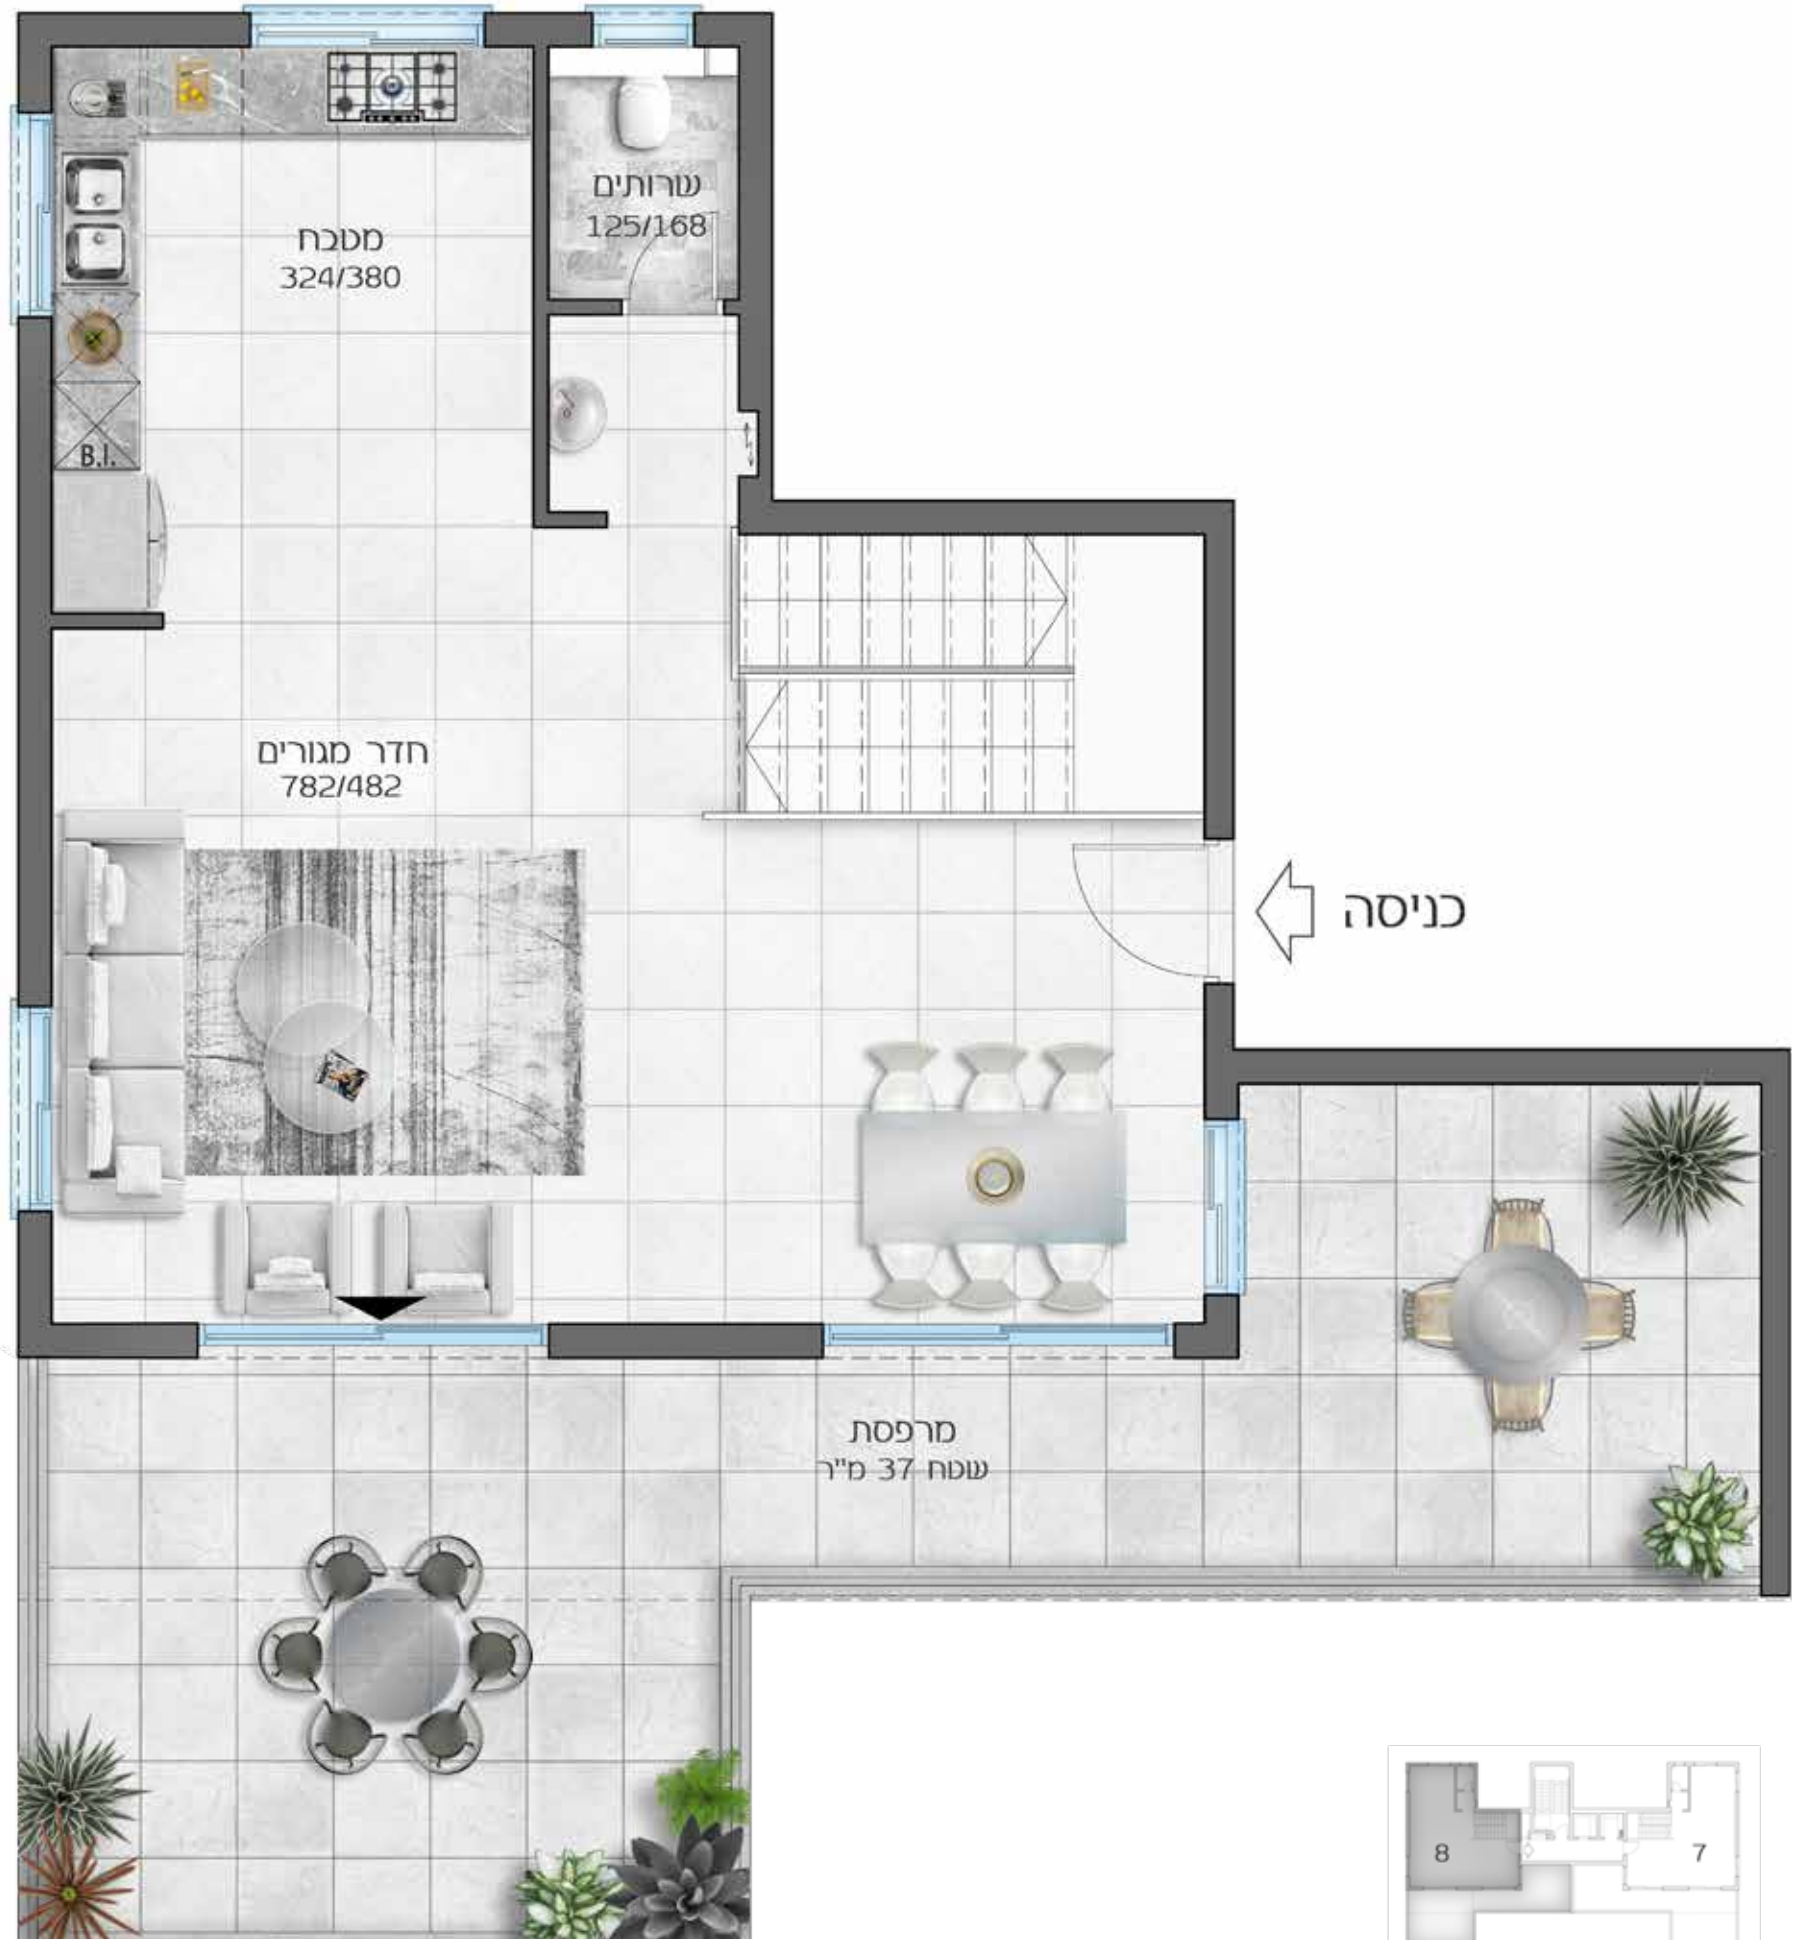 שרותים
125/168
מטבח
324/380
B.I.
חדר מגורים
782/482
כניסה
מרפסת
שטח 37 מ"ר
8
7